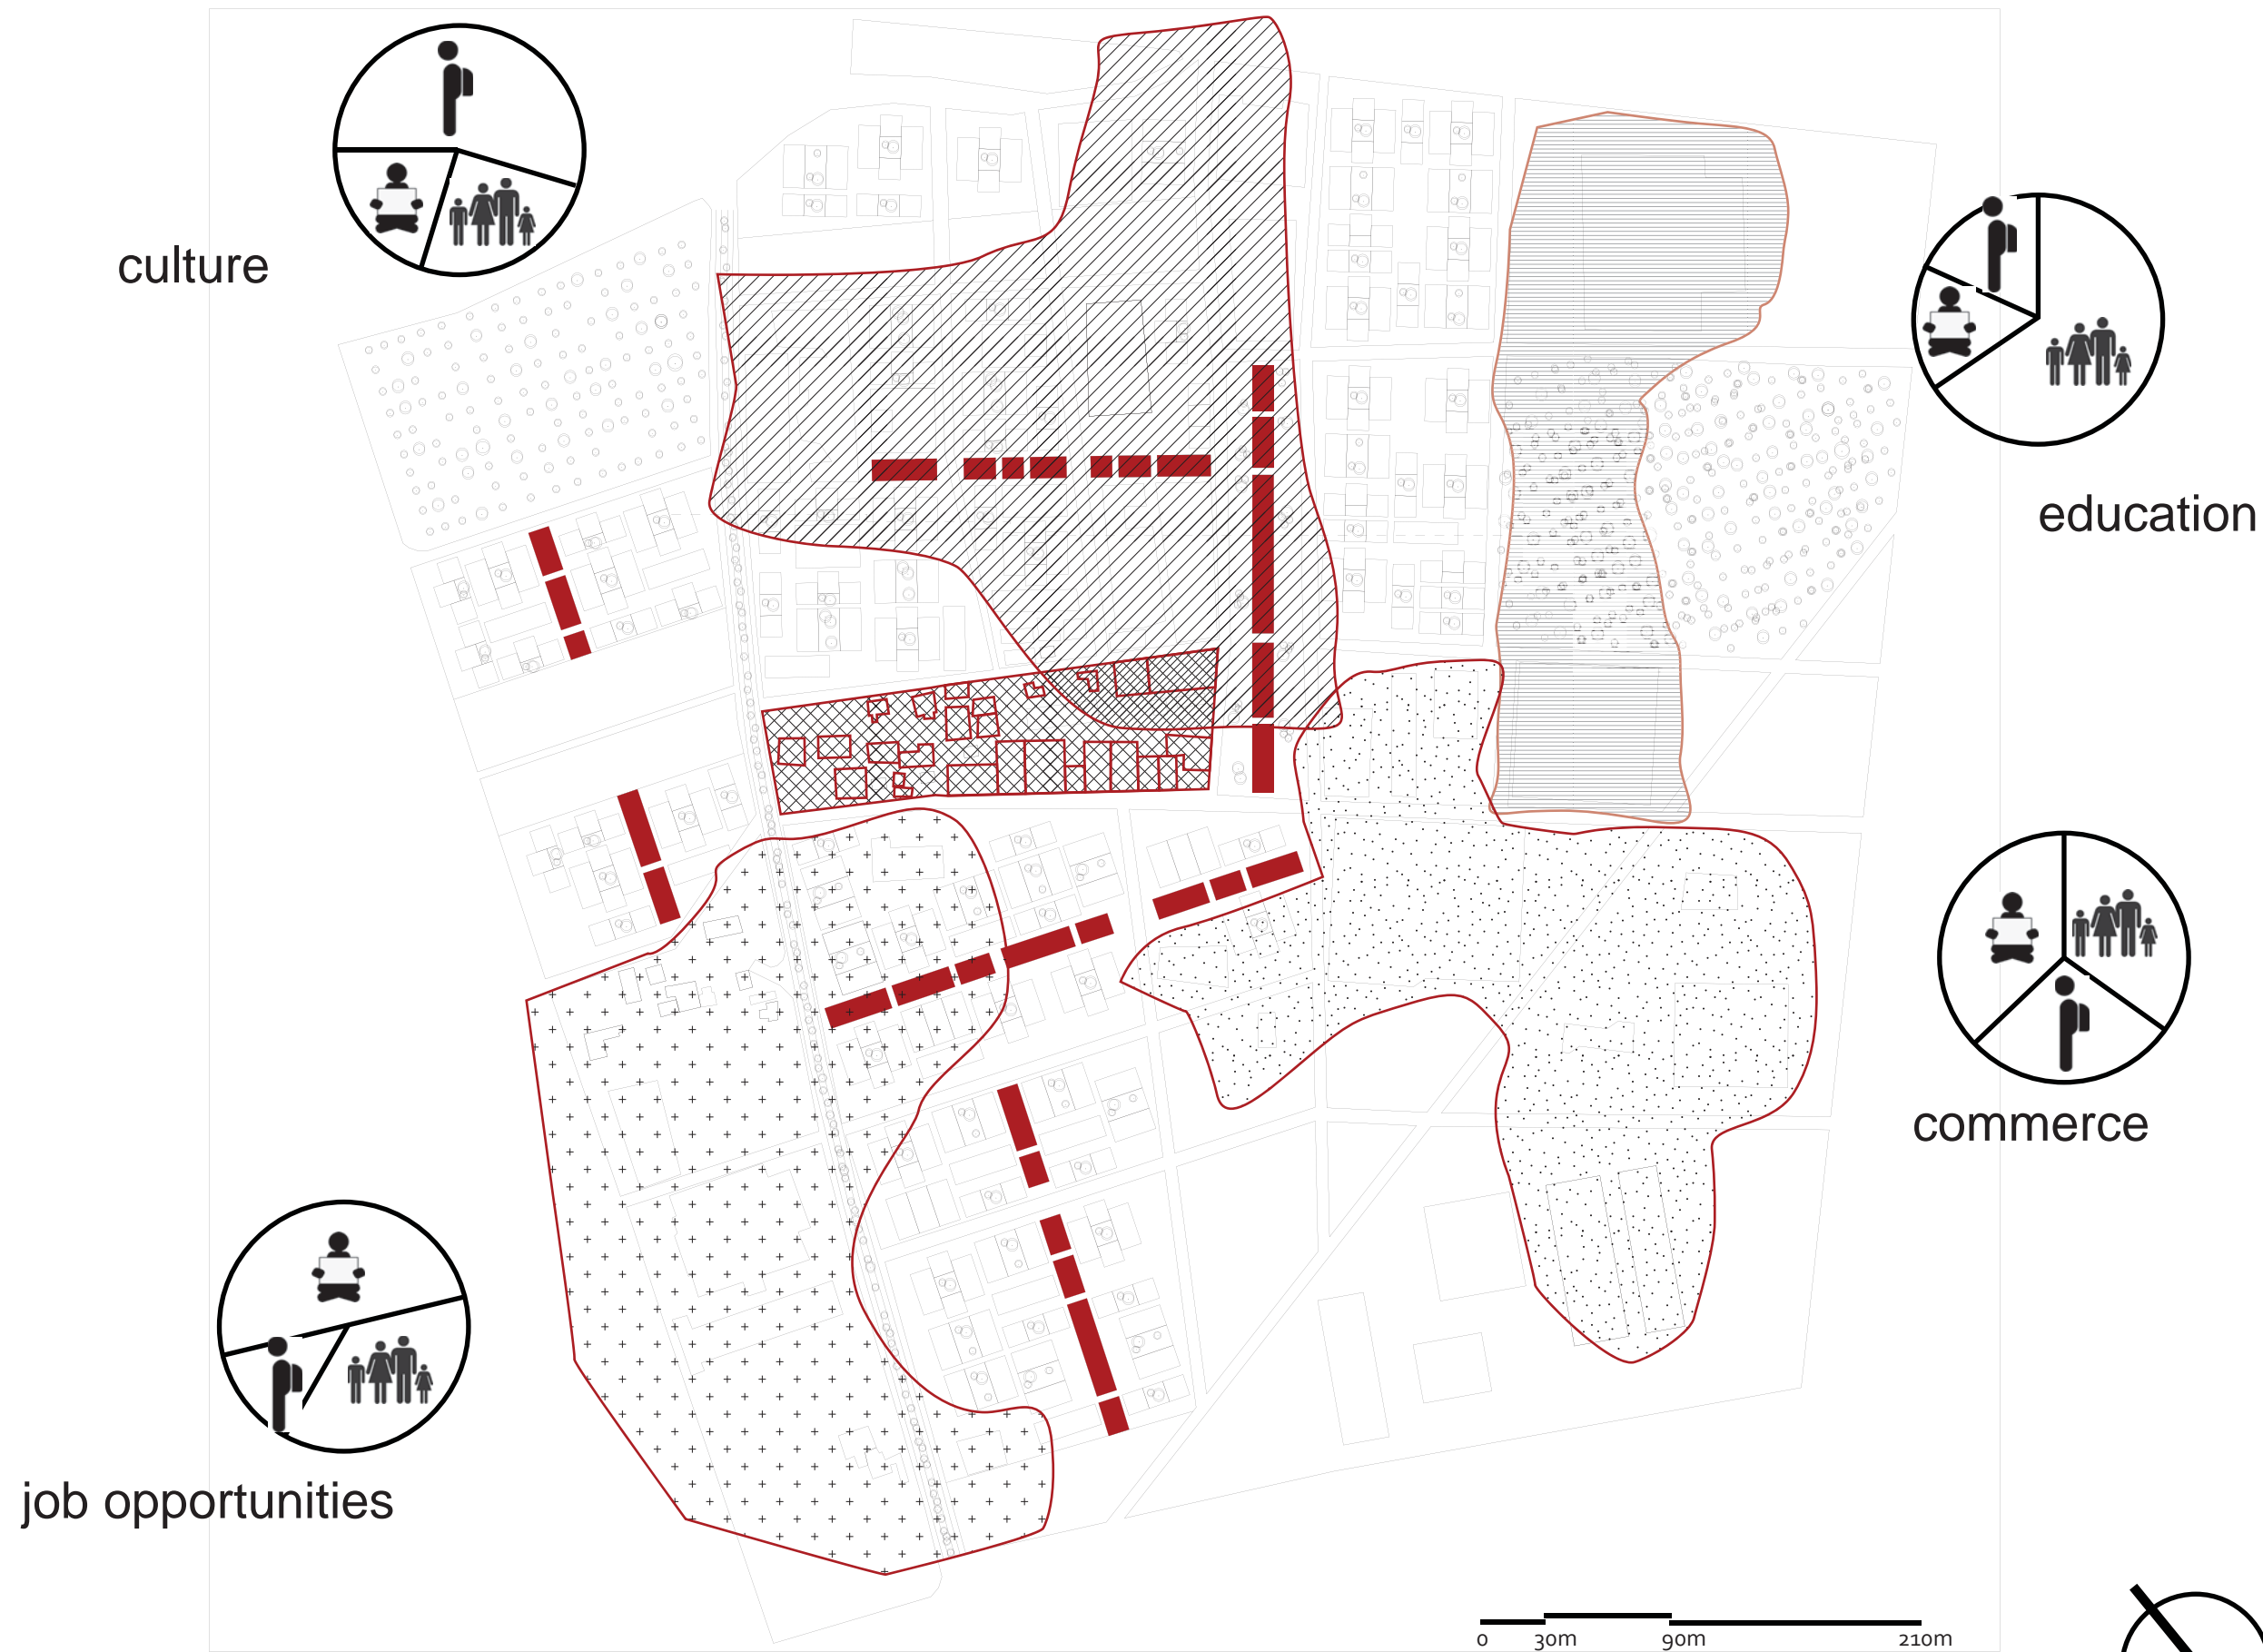 culture
education
commerce
job opportunities
0 30m 90m 210m